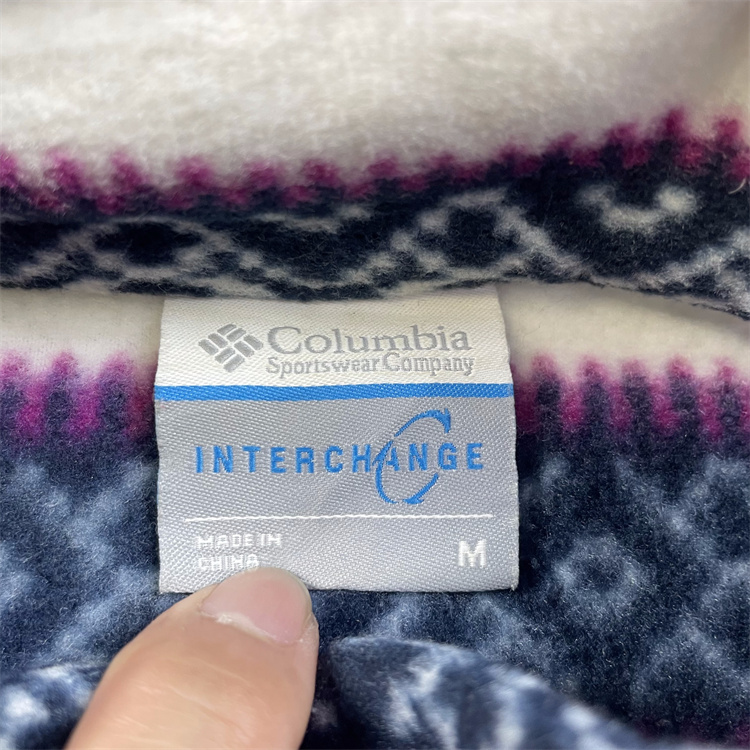 Columbia
Sportswear Company
INTERCHANGE
MADE IN
CHINA
M